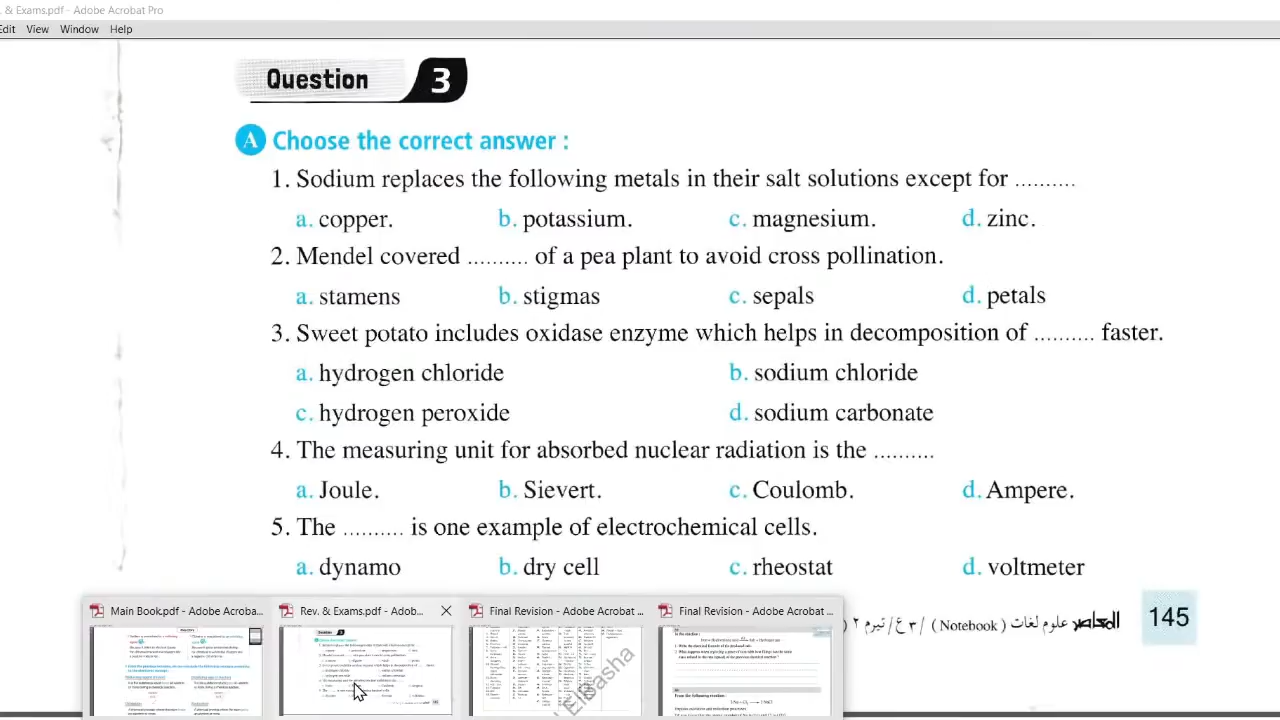 . & Exams.pdf - Adobe Acrobat Pro
Edit View Window Help
Question 3
A Choose the correct answer :
1. Sodium replaces the following metals in their salt solutions except for ..........
a. copper. b. potassium. c. magnesium. d. zinc.
2. Mendel covered .......... of a pea plant to avoid cross pollination.
a. stamens b. stigmas c. sepals d. petals
3. Sweet potato includes oxidase enzyme which helps in decomposition of .......... faster.
a. hydrogen chloride b. sodium chloride
c. hydrogen peroxide d. sodium carbonate
4. The measuring unit for absorbed nuclear radiation is the ..........
a. Joule. b. Sievert. c. Coulomb. d. Ampere.
5. The .......... is one example of electrochemical cells.
a. dynamo b. dry cell c. rheostat d. voltmeter
Main Book.pdf - Adobe Acroba... Rev. & Exams.pdf - Adob... Final Revision - Adobe Acrobat ... Final Revision - Adobe Acrobat ...
المعاصر علوم لغات (Notebook) / ٣ ع / تيرم ٢ 145